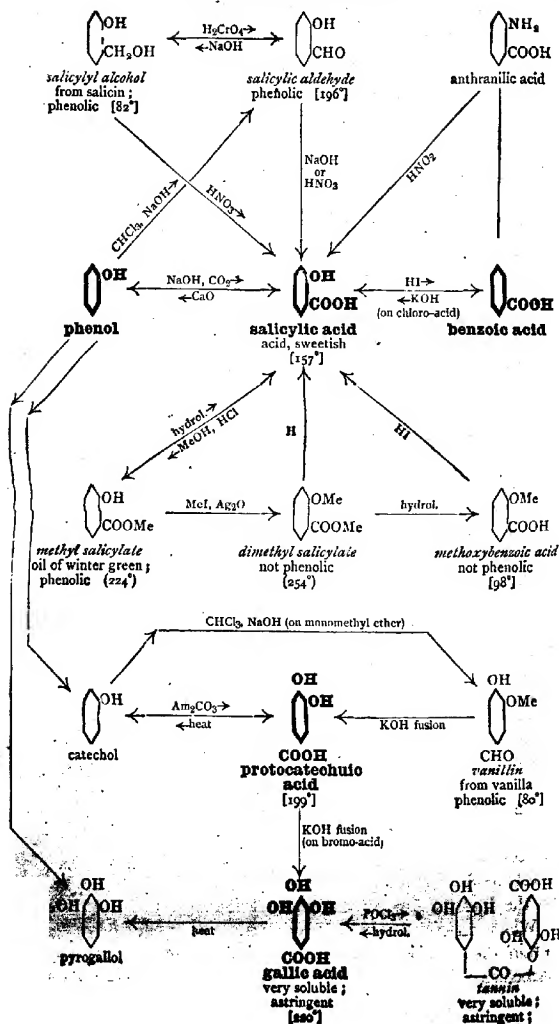 OH
CH₂OH
salicylyl alcohol
from salicin ;
phenolic [82°]
H₂CrO₄→
←NaOH
OH
CHO
salicylic aldehyde
phenolic [196°]
NH₂
COOH
anthranilic acid
CHCl₃, NaOH→
HNO₃→
NaOH
or
HNO₃
HNO₂
OH
phenol
NaOH, CO₂→
←CaO
OH
COOH
salicylic acid
acid, sweetish
[157°]
HI→
←KOH
(on chloro-acid)
COOH
benzoic acid
hydrol.→
←MeOH, HCl
H
HI
OH
COOMe
methyl salicylate
oil of winter green ;
phenolic (224°)
MeI, Ag₂O
OMe
COOMe
dimethyl salicylate
not phenolic
(254°)
hydrol.
OMe
COOH
methoxybenzoic acid
not phenolic
[98°]
CHCl₃, NaOH (on monomethyl ether)
OH
catechol
Am₂CO₃→
←heat
OH
OH
COOH
protocatechuic
acid
[199°]
KOH fusion
OH
OMe
CHO
vanillin
from vanilla
phenolic [80°]
KOH fusion
(on bromo-acid)
OH
OH OH
pyrogallol
heat
OH
OH OH
COOH
gallic acid
very soluble ;
astringent
[220°]
POCl₃→
←hydrol.
OH
OH OH
COOH
OH OH
O
CO
tannin
very soluble ;
astringent ;